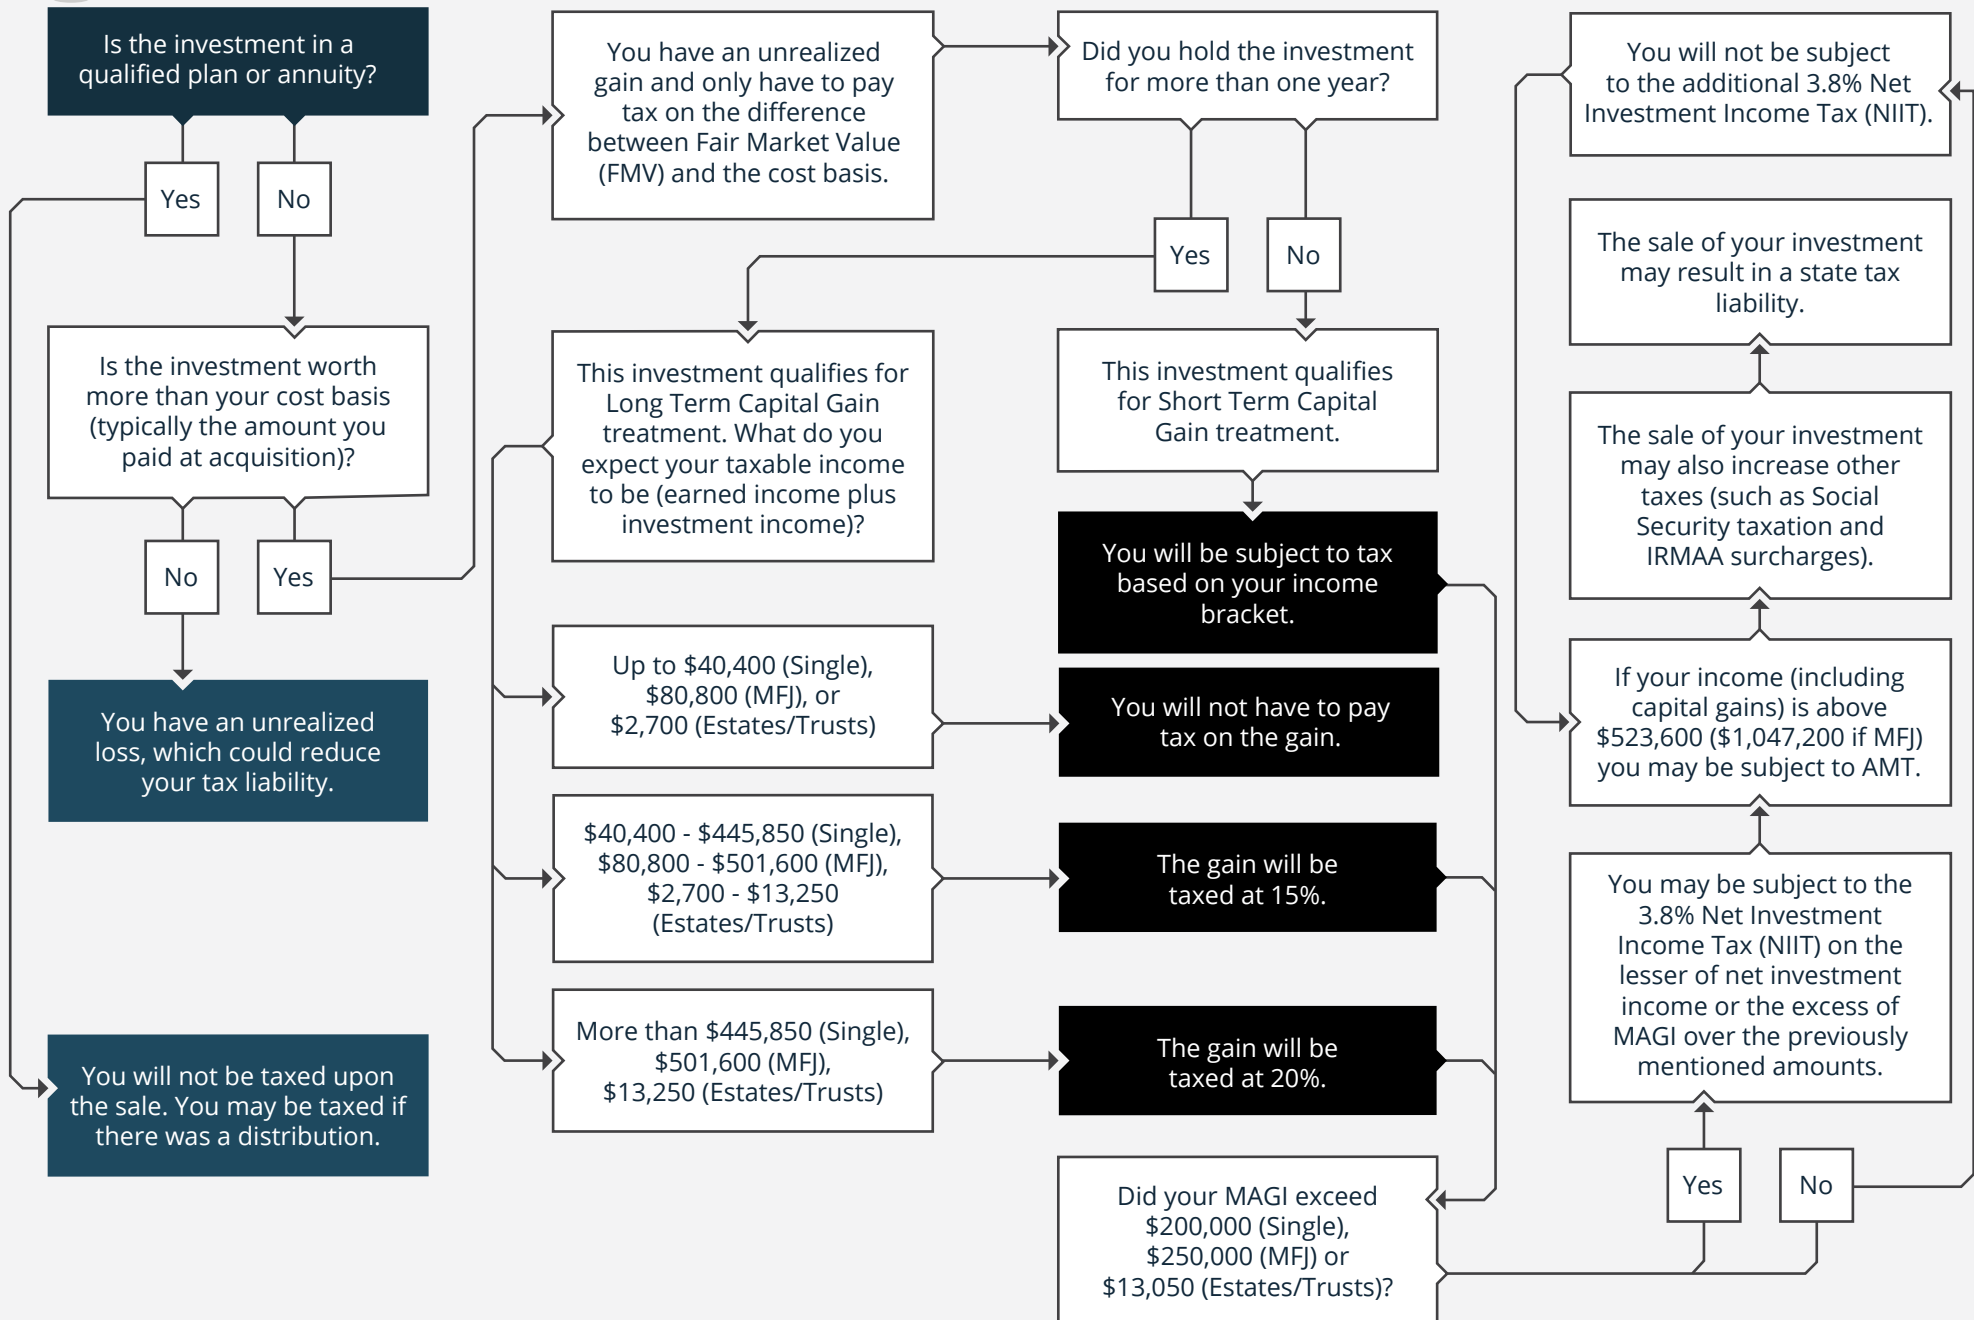 Is the investment in a
qualified plan or annuity?
Yes
No
Is the investment worth
more than your cost basis
(typically the amount you
paid at acquisition)?
No
Yes
You have an unrealized
loss, which could reduce
your tax liability.
You will not be taxed upon
the sale. You may be taxed if
there was a distribution.
You have an unrealized
gain and only have to pay
tax on the difference
between Fair Market Value
(FMV) and the cost basis.
Did you hold the investment
for more than one year?
Yes
No
This investment qualifies for
Long Term Capital Gain
treatment. What do you
expect your taxable income
to be (earned income plus
investment income)?
This investment qualifies
for Short Term Capital
Gain treatment.
You will be subject to tax
based on your income
bracket.
Up to $40,400 (Single),
$80,800 (MFJ), or
$2,700 (Estates/Trusts)
You will not have to pay
tax on the gain.
$40,400 - $445,850 (Single),
$80,800 - $501,600 (MFJ),
$2,700 - $13,250
(Estates/Trusts)
The gain will be
taxed at 15%.
More than $445,850 (Single),
$501,600 (MFJ),
$13,250 (Estates/Trusts)
The gain will be
taxed at 20%.
Did your MAGI exceed
$200,000 (Single),
$250,000 (MFJ) or
$13,050 (Estates/Trusts)?
Yes
No
You will not be subject
to the additional 3.8% Net
Investment Income Tax (NIIT).
The sale of your investment
may result in a state tax
liability.
The sale of your investment
may also increase other
taxes (such as Social
Security taxation and
IRMAA surcharges).
If your income (including
capital gains) is above
$523,600 ($1,047,200 if MFJ)
you may be subject to AMT.
You may be subject to the
3.8% Net Investment
Income Tax (NIIT) on the
lesser of net investment
income or the excess of
MAGI over the previously
mentioned amounts.